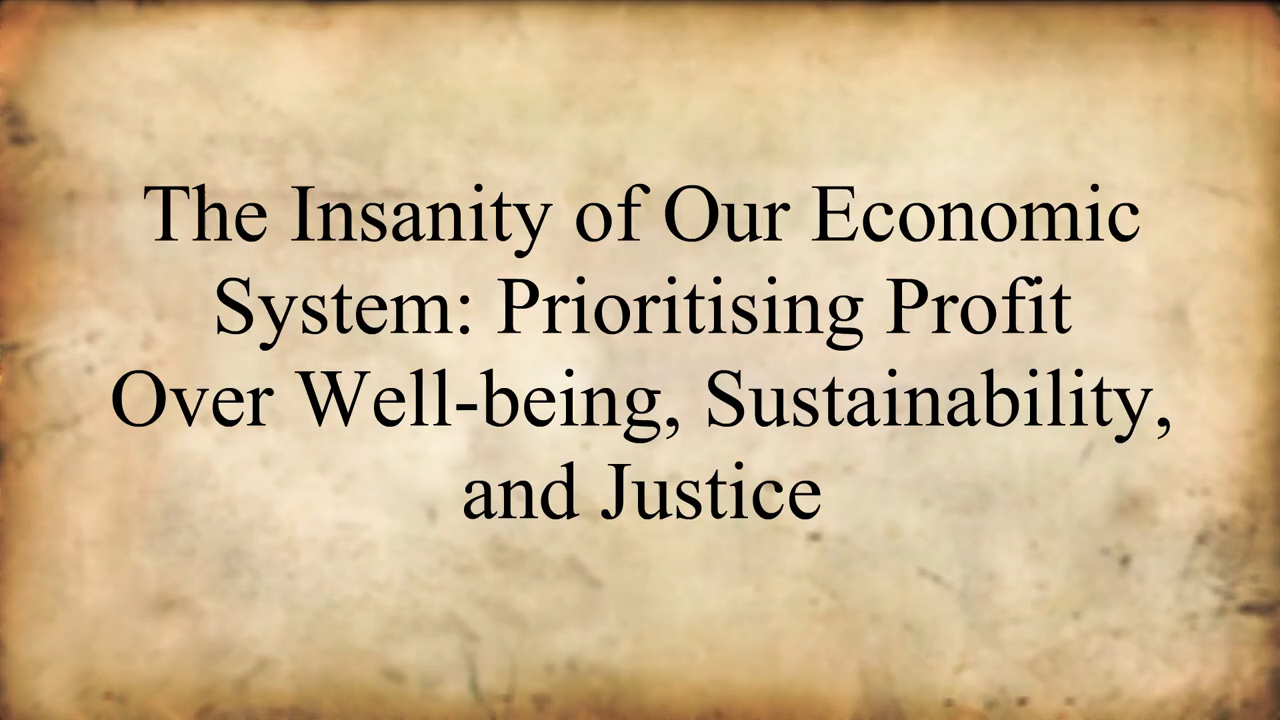 The Insanity of Our Economic
System: Prioritising Profit
Over Well-being, Sustainability,
and Justice